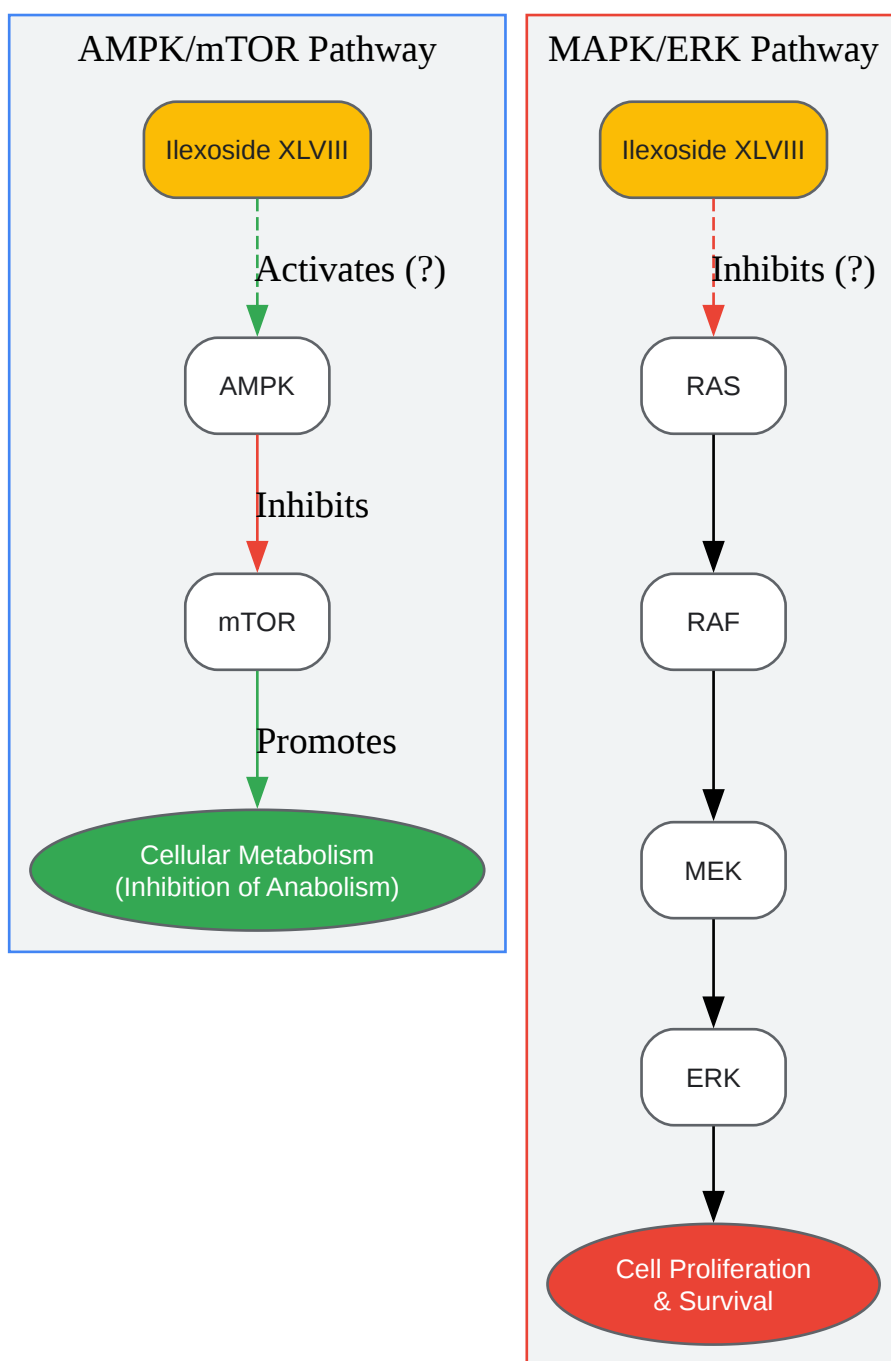 AMPK/mTOR Pathway
Ilexoside XLVIII
Activates (?)
AMPK
Inhibits
mTOR
Promotes
Cellular Metabolism
(Inhibition of Anabolism)
MAPK/ERK Pathway
Ilexoside XLVIII
Inhibits (?)
RAS
RAF
MEK
ERK
Cell Proliferation
& Survival